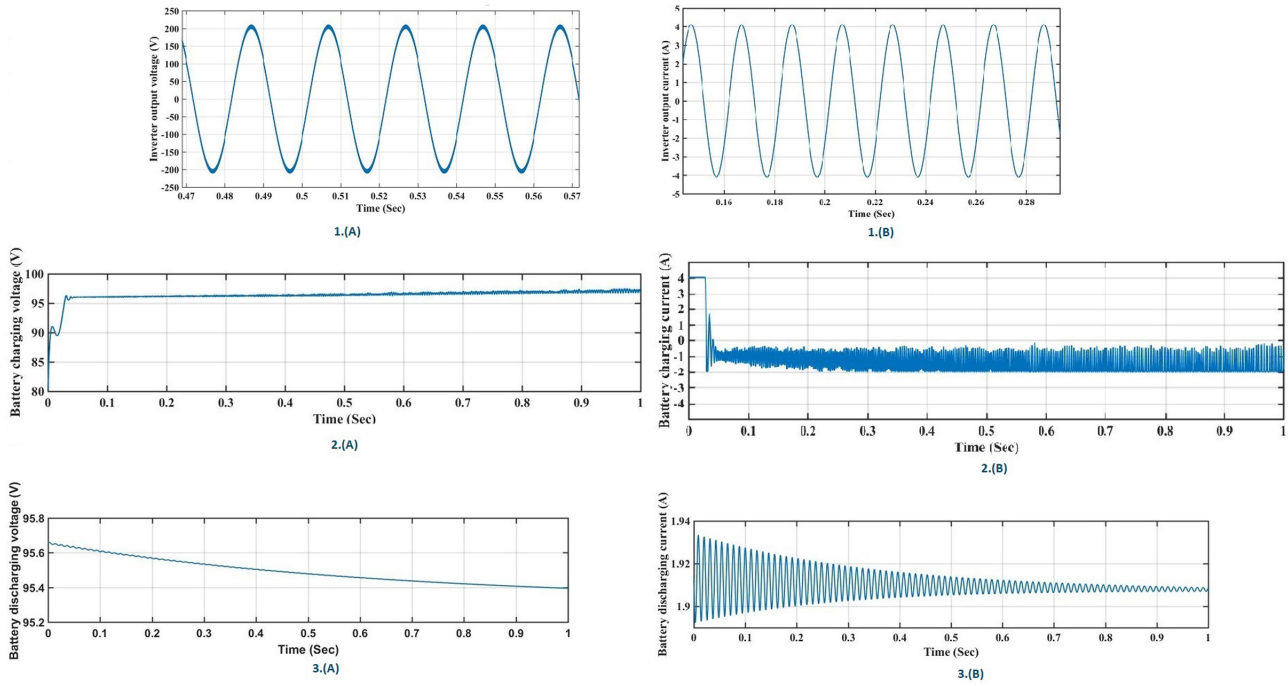 Inverter output voltage (V)
250
200
150
100
50
0
-50
-100
-150
-200
-250
0.47 0.48 0.49 0.5 0.51 0.52 0.53 0.54 0.55 0.56 0.57
Time (Sec)
1.(A)
Inverter output current (A)
5
4
3
2
1
0
-1
-2
-3
-4
-5
0.16 0.18 0.2 0.22 0.24 0.26 0.28
Time (Sec)
1.(B)
Battery charging voltage (V)
100
95
90
85
80
0 0.1 0.2 0.3 0.4 0.5 0.6 0.7 0.8 0.9 1
Time (Sec)
2.(A)
Battery charging current (A)
4
3
2
1
0
-1
-2
-3
-4
0 0.1 0.2 0.3 0.4 0.5 0.6 0.7 0.8 0.9 1
Time (Sec)
2.(B)
Battery discharging voltage (V)
95.8
95.6
95.4
95.2
0 0.1 0.2 0.3 0.4 0.5 0.6 0.7 0.8 0.9 1
Time (Sec)
3.(A)
Battery discharging current (A)
1.94
1.92
1.9
0 0.1 0.2 0.3 0.4 0.5 0.6 0.7 0.8 0.9 1
Time (Sec)
3.(B)